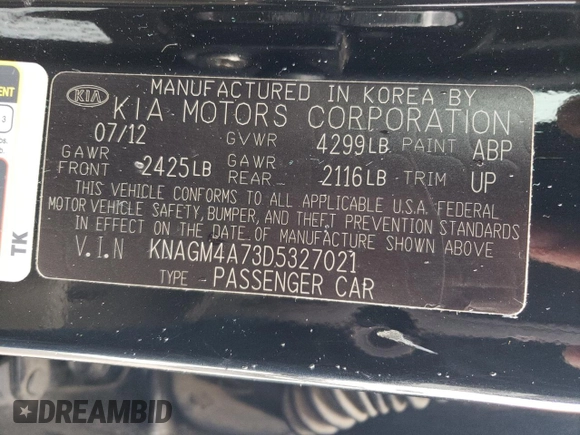 MANUFACTURED IN KOREA BY
KIA
KIA MOTORS CORPORATION
07/12 GVWR 4299LB PAINT ABP
GAWR FRONT 2425LB GAWR REAR 2116LB TRIM UP
THIS VEHICLE CONFORMS TO ALL APPLICABLE U.S.A. FEDERAL
MOTOR VEHICLE SAFETY, BUMPER, AND THEFT PREVENTION STANDARDS
IN EFFECT ON THE DATE OF MANUFACTURE SHOWN ABOVE
V.I.N KNAGM4A73D5327021
TYPE PASSENGER CAR
3
TK
DREAMBID